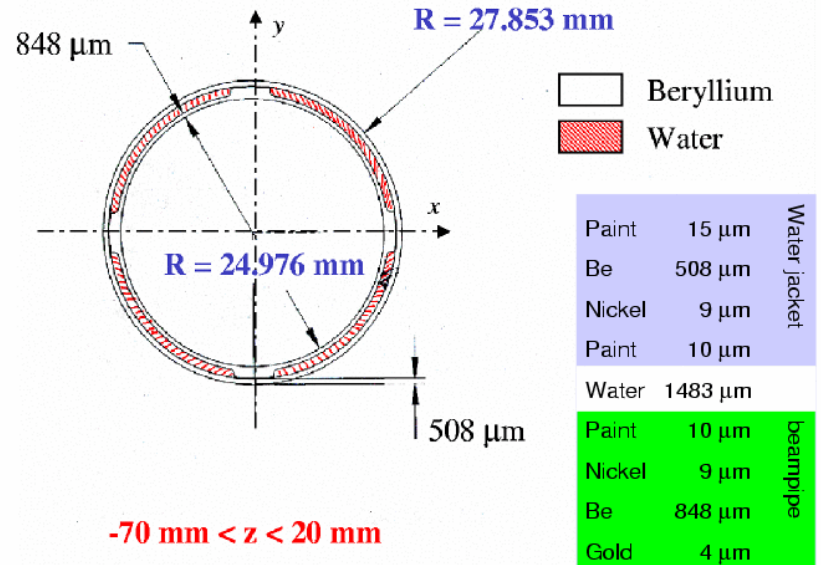 R = 27.853 mm
y
848 µm
Beryllium
Water
x
R = 24.976 mm
Paint 15 µm
Be 508 µm
Nickel 9 µm
Paint 10 µm
Water jacket
Water 1483 µm
Paint 10 µm
Nickel 9 µm
Be 848 µm
Gold 4 µm
beampipe
508 µm
-70 mm < z < 20 mm